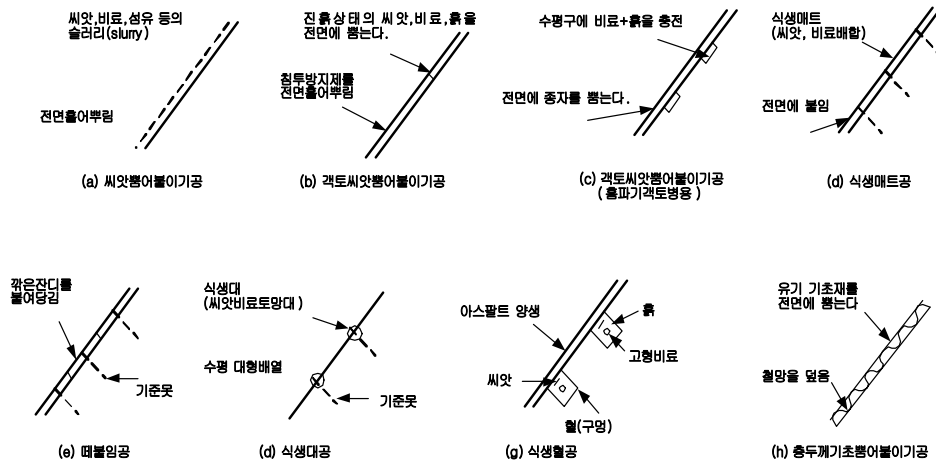 씨앗,비료,섬유 등의
슬러리(slurry)
전면흩어뿌림
(a) 씨앗뿜어붙이기공
진흙상태의 씨앗,비료,흙을
전면에 뿜는다.
침투방지제를
전면흩어뿌림
(b) 객토씨앗뿜어붙이기공
수평구에 비료+흙을 충전
전면에 종자를 뿜는다.
(c) 객토씨앗뿜어붙이기공
(홈파기객토병용)
식생매트
(씨앗, 비료배합)
전면에 붙임
(d) 식생매트공
깎은잔디를
붙여당김
기준못
(e) 떼붙임공
식생대
(씨앗비료토망대)
수평 대형배열
기준못
(d) 식생대공
아스팔트 양생
흙
고형비료
씨앗
혈(구멍)
(g) 식생혈공
유기 기초재를
전면에 뿜는다
철망을 덮음
(h) 층두께기초뿜어붙이기공